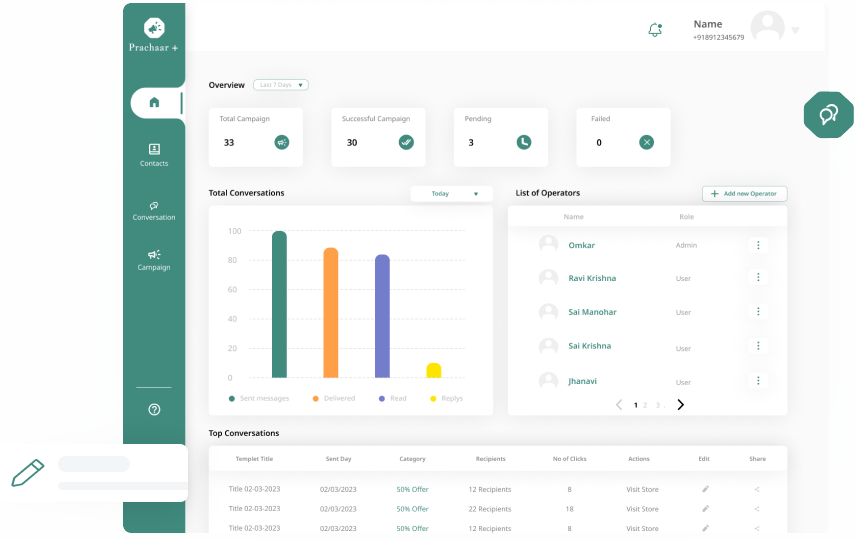 Prachaar +
Name
+918912345679
Overview
Last 7 Days
Total Campaign
33
Successful Campaign
30
Pending
3
Failed
0
Contacts
Conversation
Campaign
Total Conversations
Today
100
80
60
40
20
0
Sent messages
Delivered
Read
Replys
List of Operators
Add new Operator
Name Role
Omkar Admin
Ravi Krishna User
Sai Manohar User
Sai Krishna User
Jhanavi User
1 2 3 .
Top Conversations
Templet Title Sent Day Category Recipients No of Clicks Actions Edit Share
Title 02-03-2023 02/03/2023 50% Offer 12 Recipients 8 Visit Store
Title 02-03-2023 02/03/2023 50% Offer 22 Recipients 18 Visit Store
Title 02-03-2023 02/03/2023 50% Offer 12 Recipients 8 Visit Store